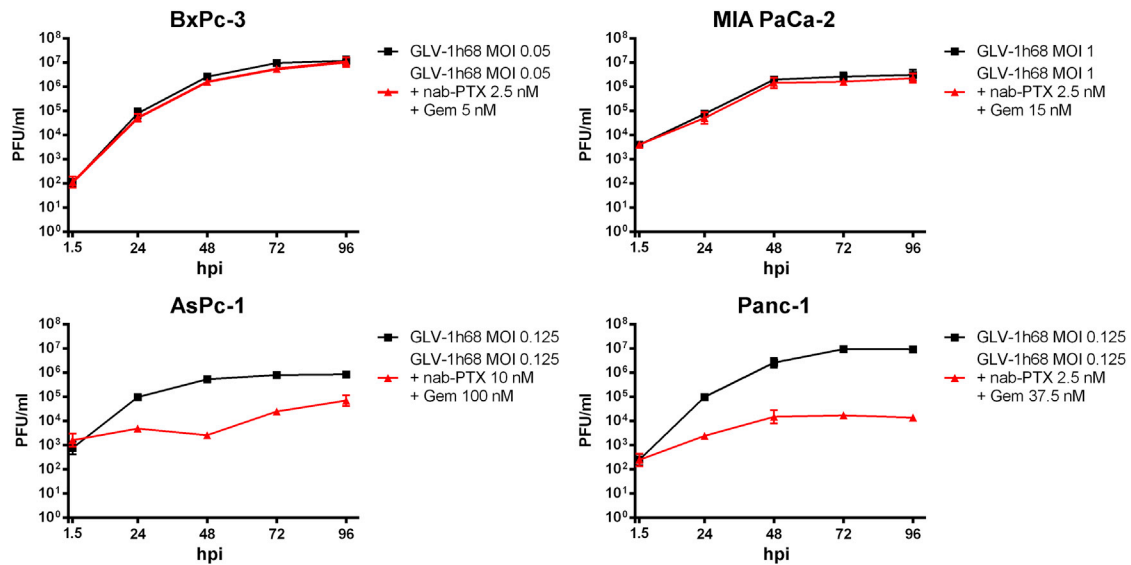 BxPc-3
PFU/ml
10⁸
10⁷
10⁶
10⁵
10⁴
10³
10²
10¹
10⁰
1.5 24 48 72 96
hpi
GLV-1h68 MOI 0.05
GLV-1h68 MOI 0.05
+ nab-PTX 2.5 nM
+ Gem 5 nM
MIA PaCa-2
PFU/ml
10⁸
10⁷
10⁶
10⁵
10⁴
10³
10²
10¹
10⁰
1.5 24 48 72 96
hpi
GLV-1h68 MOI 1
GLV-1h68 MOI 1
+ nab-PTX 2.5 nM
+ Gem 15 nM
AsPc-1
PFU/ml
10⁸
10⁷
10⁶
10⁵
10⁴
10³
10²
10¹
10⁰
1.5 24 48 72 96
hpi
GLV-1h68 MOI 0.125
GLV-1h68 MOI 0.125
+ nab-PTX 10 nM
+ Gem 100 nM
Panc-1
PFU/ml
10⁸
10⁷
10⁶
10⁵
10⁴
10³
10²
10¹
10⁰
1.5 24 48 72 96
hpi
GLV-1h68 MOI 0.125
GLV-1h68 MOI 0.125
+ nab-PTX 2.5 nM
+ Gem 37.5 nM